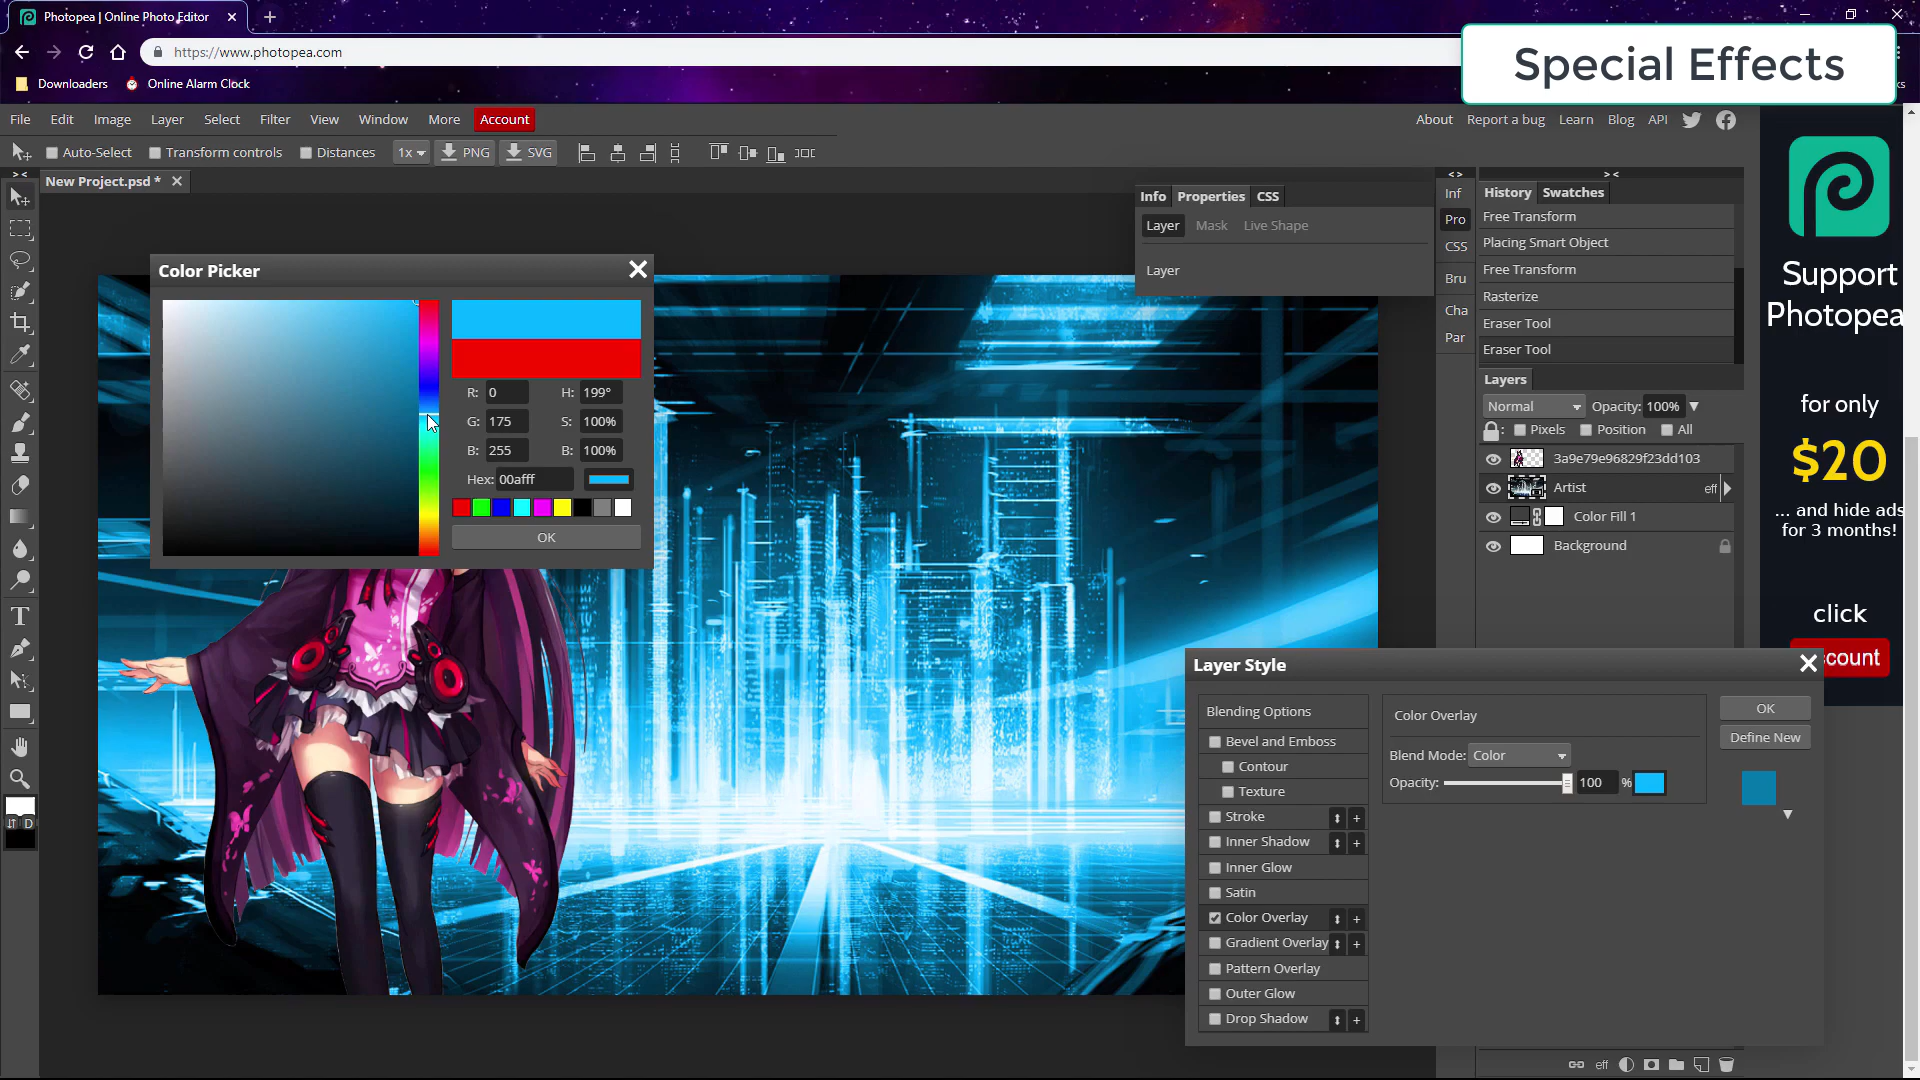 Photopea | Online Photo Editor
https://www.photopea.com
Special Effects
Downloaders
Online Alarm Clock
File Edit Image Layer Select Filter View Window More Account
About Report a bug Learn Blog API
Auto-Select Transform controls Distances 1x PNG SVG
New Project.psd *
Info Properties CSS
Layer Mask Live Shape
Layer
Inf
Pro
CSS
Bru
Cha
Par
History Swatches
Free Transform
Placing Smart Object
Free Transform
Rasterize
Eraser Tool
Eraser Tool
Layers
Normal Opacity: 100%
Pixels Position All
3a9e79e96829f23dd103
Artist eff
Color Fill 1
Background
Color Picker
R: 0 H: 199°
G: 175 S: 100%
B: 255 B: 100%
Hex: 00afff
OK
Support
Photopea
for only
$20
... and hide ads
for 3 months!
click
count
Layer Style
Blending Options
Bevel and Emboss
Contour
Texture
Stroke
Inner Shadow
Inner Glow
Satin
Color Overlay
Gradient Overlay
Pattern Overlay
Outer Glow
Drop Shadow
Color Overlay
Blend Mode: Color
Opacity: 100 %
OK
Define New
D
eff